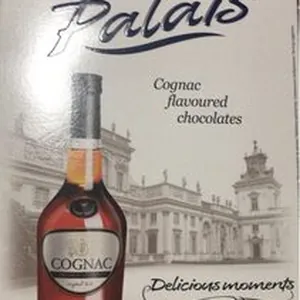 Palais
Cognac
flavoured
chocolates
COGNAC
Delicious moments